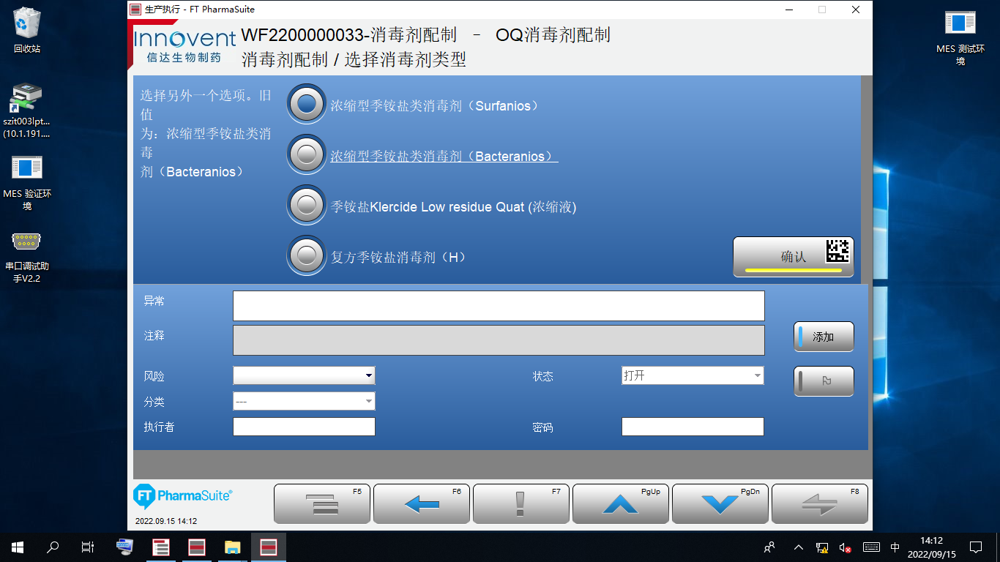 生产执行 - FT PharmaSuite
回收站
MES 测试环
境
Innovent
信达生物制药
WF2200000033-消毒剂配制 – OQ消毒剂配制
消毒剂配制 / 选择消毒剂类型
szit003lpt...
(10.1.191....
MES 验证环
境
串口调试助
手V2.2
选择另外一个选项。旧
值
为：浓缩型季铵盐类消
毒
剂（Bacteranios）
浓缩型季铵盐类消毒剂（Surfanios）
浓缩型季铵盐类消毒剂（Bacteranios）
季铵盐Klercide Low residue Quat (浓缩液)
复方季铵盐消毒剂（H）
确认
异常
注释
添加
风险
状态
打开
分类
---
执行者
密码
FT PharmaSuite®
2022.09.15 14:12
F5
F6
F7
PgUp
PgDn
F8
中
14:12
2022/09/15